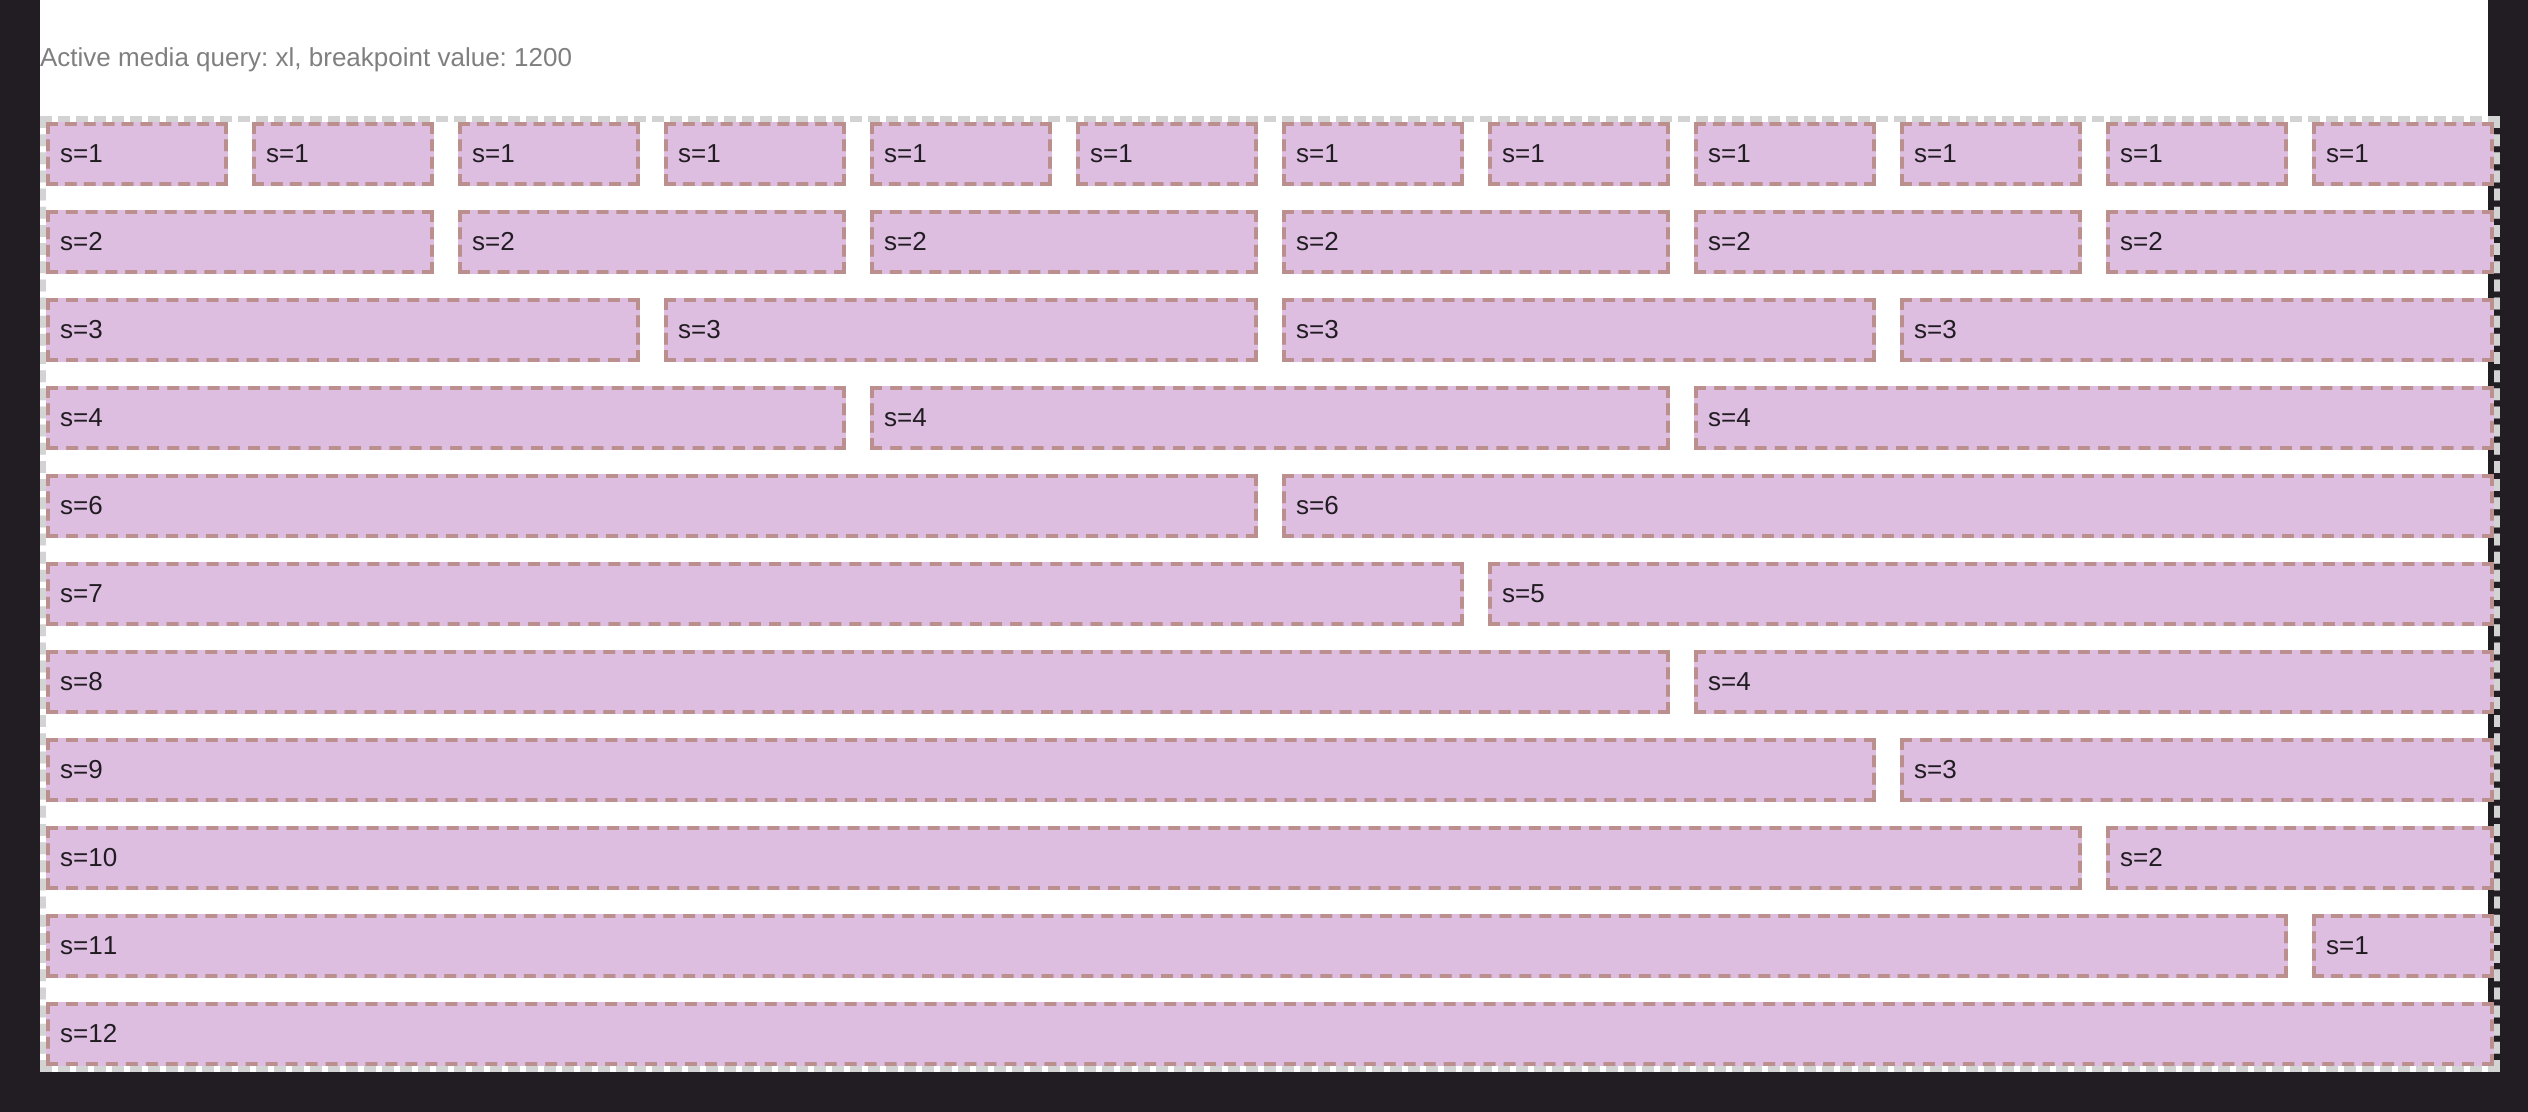 Active media query: xl, breakpoint value: 1200
s=1 s=1 s=1 s=1 s=1 s=1 s=1 s=1 s=1 s=1 s=1 s=1
s=2 s=2 s=2 s=2 s=2 s=2
s=3 s=3 s=3 s=3
s=4 s=4 s=4
s=6 s=6
s=7 s=5
s=8 s=4
s=9 s=3
s=10 s=2
s=11 s=1
s=12